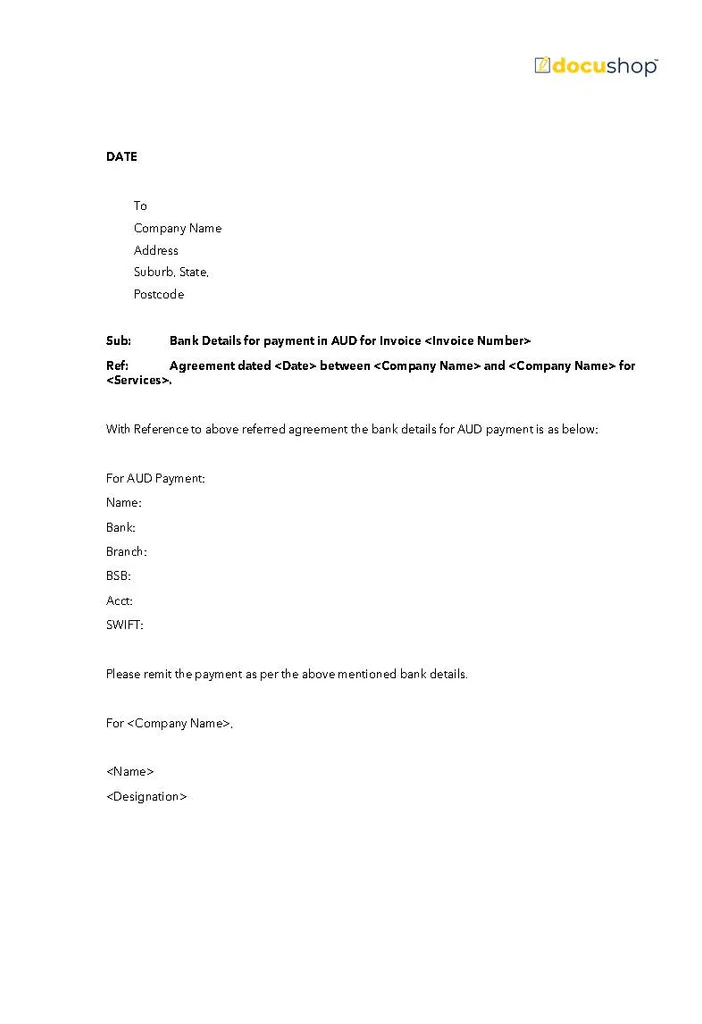 docushop™
DATE
To
Company Name
Address
Suburb, State,
Postcode
Sub: Bank Details for payment in AUD for Invoice <Invoice Number>
Ref: Agreement dated <Date> between <Company Name> and <Company Name> for
<Services>.
With Reference to above referred agreement the bank details for AUD payment is as below:
For AUD Payment:
Name:
Bank:
Branch:
BSB:
Acct:
SWIFT:
Please remit the payment as per the above mentioned bank details.
For <Company Name>,
<Name>
<Designation>